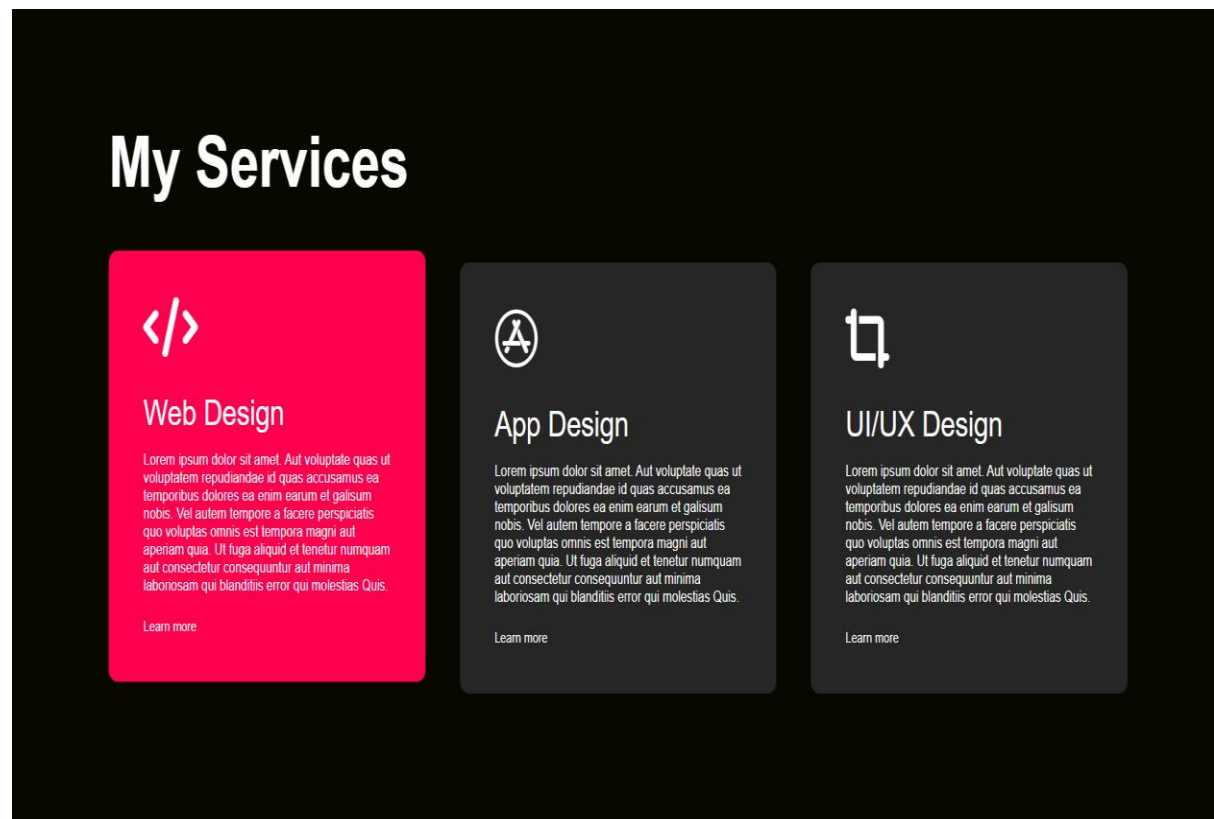 My Services
Web Design
Lorem ipsum dolor sit amet. Aut voluptate quas ut
voluptatem repudiandae id quas accusamus ea
temporibus dolores ea enim earum et galisum
nobis. Vel autem tempore a facere perspiciatis
quo voluptas omnis est tempora magni aut
aperiam quia. Ut fuga aliquid et tenetur numquam
aut consectetur consequuntur aut minima
laboriosam qui blanditiis error qui molestias Quis.
Learn more
App Design
Lorem ipsum dolor sit amet. Aut voluptate quas ut
voluptatem repudiandae id quas accusamus ea
temporibus dolores ea enim earum et galisum
nobis. Vel autem tempore a facere perspiciatis
quo voluptas omnis est tempora magni aut
aperiam quia. Ut fuga aliquid et tenetur numquam
aut consectetur consequuntur aut minima
laboriosam qui blanditiis error qui molestias Quis.
Learn more
UI/UX Design
Lorem ipsum dolor sit amet. Aut voluptate quas ut
voluptatem repudiandae id quas accusamus ea
temporibus dolores ea enim earum et galisum
nobis. Vel autem tempore a facere perspiciatis
quo voluptas omnis est tempora magni aut
aperiam quia. Ut fuga aliquid et tenetur numquam
aut consectetur consequuntur aut minima
laboriosam qui blanditiis error qui molestias Quis.
Learn more